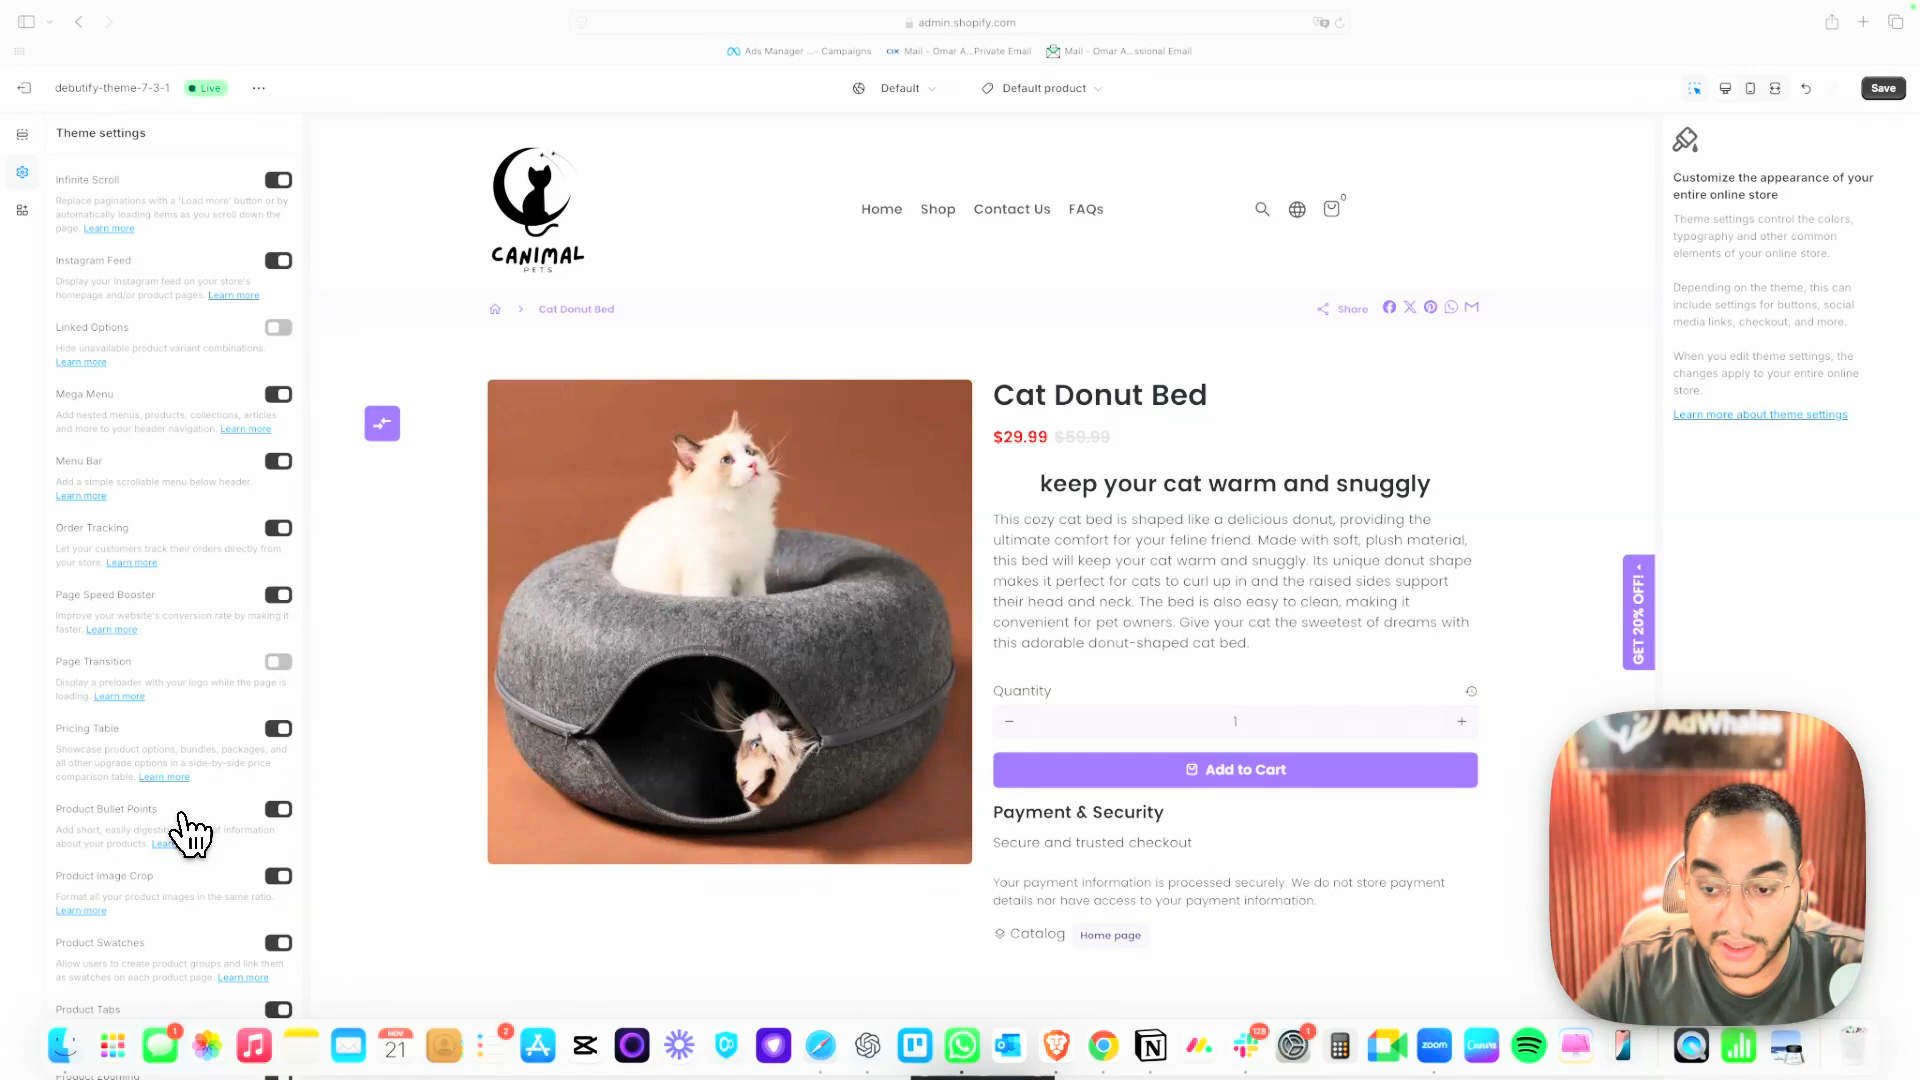 admin.shopify.com
Ads Manager ...- Campaigns
Mail - Omar A...Private Email
Mail - Omar A...ssional Email
debutify-theme-7-3-1
Live
Default
Default product
Save
Theme settings
Infinite Scroll
Replace paginations with a 'Load more' button or by
automatically loading items as you scroll down the
page. Learn more
Instagram Feed
Display your Instagram feed on your store's
homepage and/or product pages. Learn more
Linked Options
Hide unavailable product variant combinations.
Learn more
Mega Menu
Add nested menus, products, collections, articles
and more to your header navigation. Learn more
Menu Bar
Add a simple scrollable menu below header.
Learn more
Order Tracking
Let your customers track their orders directly from
your store. Learn more
Page Speed Booster
Improve your website's conversion rate by making it
faster. Learn more
Page Transition
Display a preloader with your logo while the page is
loading. Learn more
Pricing Table
Showcase product options, bundles, packages, and
all other upgrade options in a side-by-side price
comparison table. Learn more
Product Bullet Points
Add short, easily information
about your products.
Product Image Crop
Format all your product images in the same ratio.
Learn more
Product Swatches
Allow users to create product groups and link them
as swatches on each product page. Learn more
Product Tabs
CANIMAL
PETS
Home
Shop
Contact Us
FAQs
0
Cat Donut Bed
Share
Cat Donut Bed
$29.99 $59.99
keep your cat warm and snuggly
This cozy cat bed is shaped like a delicious donut, providing the
ultimate comfort for your feline friend. Made with soft, plush material,
this bed will keep your cat warm and snuggly. Its unique donut shape
makes it perfect for cats to curl up in and the raised sides support
their head and neck. The bed is also easy to clean, making it
convenient for pet owners. Give your cat the sweetest of dreams with
this adorable donut-shaped cat bed.
Quantity
− 1 +
Add to Cart
Payment & Security
Secure and trusted checkout
Your payment information is processed securely. We do not store payment
details nor have access to your payment information.
Catalog
Home page
GET 20% OFF!
Customize the appearance of your
entire online store
Theme settings control the colors,
typography and other common
elements of your online store.
Depending on the theme, this can
include settings for buttons, social
media links, checkout, and more.
When you edit theme settings, the
changes apply to your entire online
store.
Learn more about theme settings
AdWhales
1
NOV
21
2
128
1
zoom
Canva